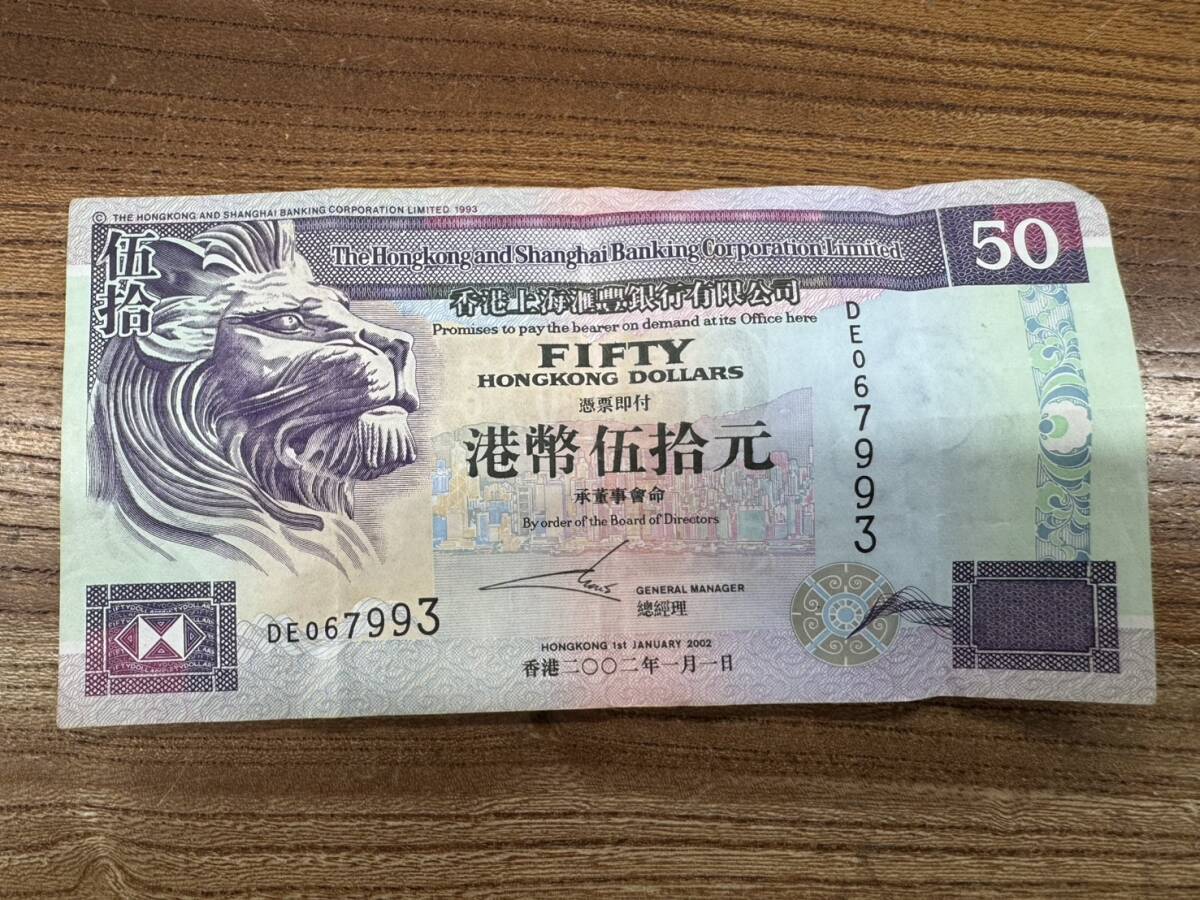 © THE HONGKONG AND SHANGHAI BANKING CORPORATION LIMITED 1993
伍拾
The Hongkong and Shanghai Banking Corporation Limited
50
香港上海滙豐銀行有限公司
Promises to pay the bearer on demand at its Office here
FIFTY
HONGKONG DOLLARS
憑票即付
港幣伍拾元
承董事會命
By order of the Board of Directors
DE067993
GENERAL MANAGER
總經理
DE067993
HONGKONG 1st JANUARY 2002
香港二〇〇二年一月一日